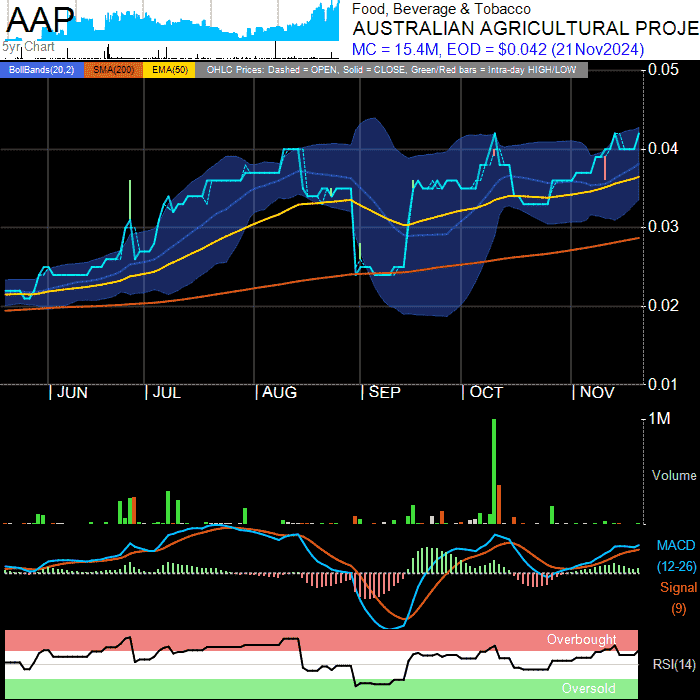 AAP
Food, Beverage & Tobacco
AUSTRALIAN AGRICULTURAL PROJE
MC = 15.4M, EOD = $0.042 (21Nov2024)
5yr Chart
BollBands(20,2) SMA(200) EMA(50) OHLC Prices: Dashed = OPEN, Solid = CLOSE, Green/Red bars = Intra-day HIGH/LOW
0.05
0.04
0.03
0.02
0.01
JUN JUL AUG SEP OCT NOV
1M
Volume
MACD
(12-26)
Signal
(9)
Overbought
RSI(14)
Oversold